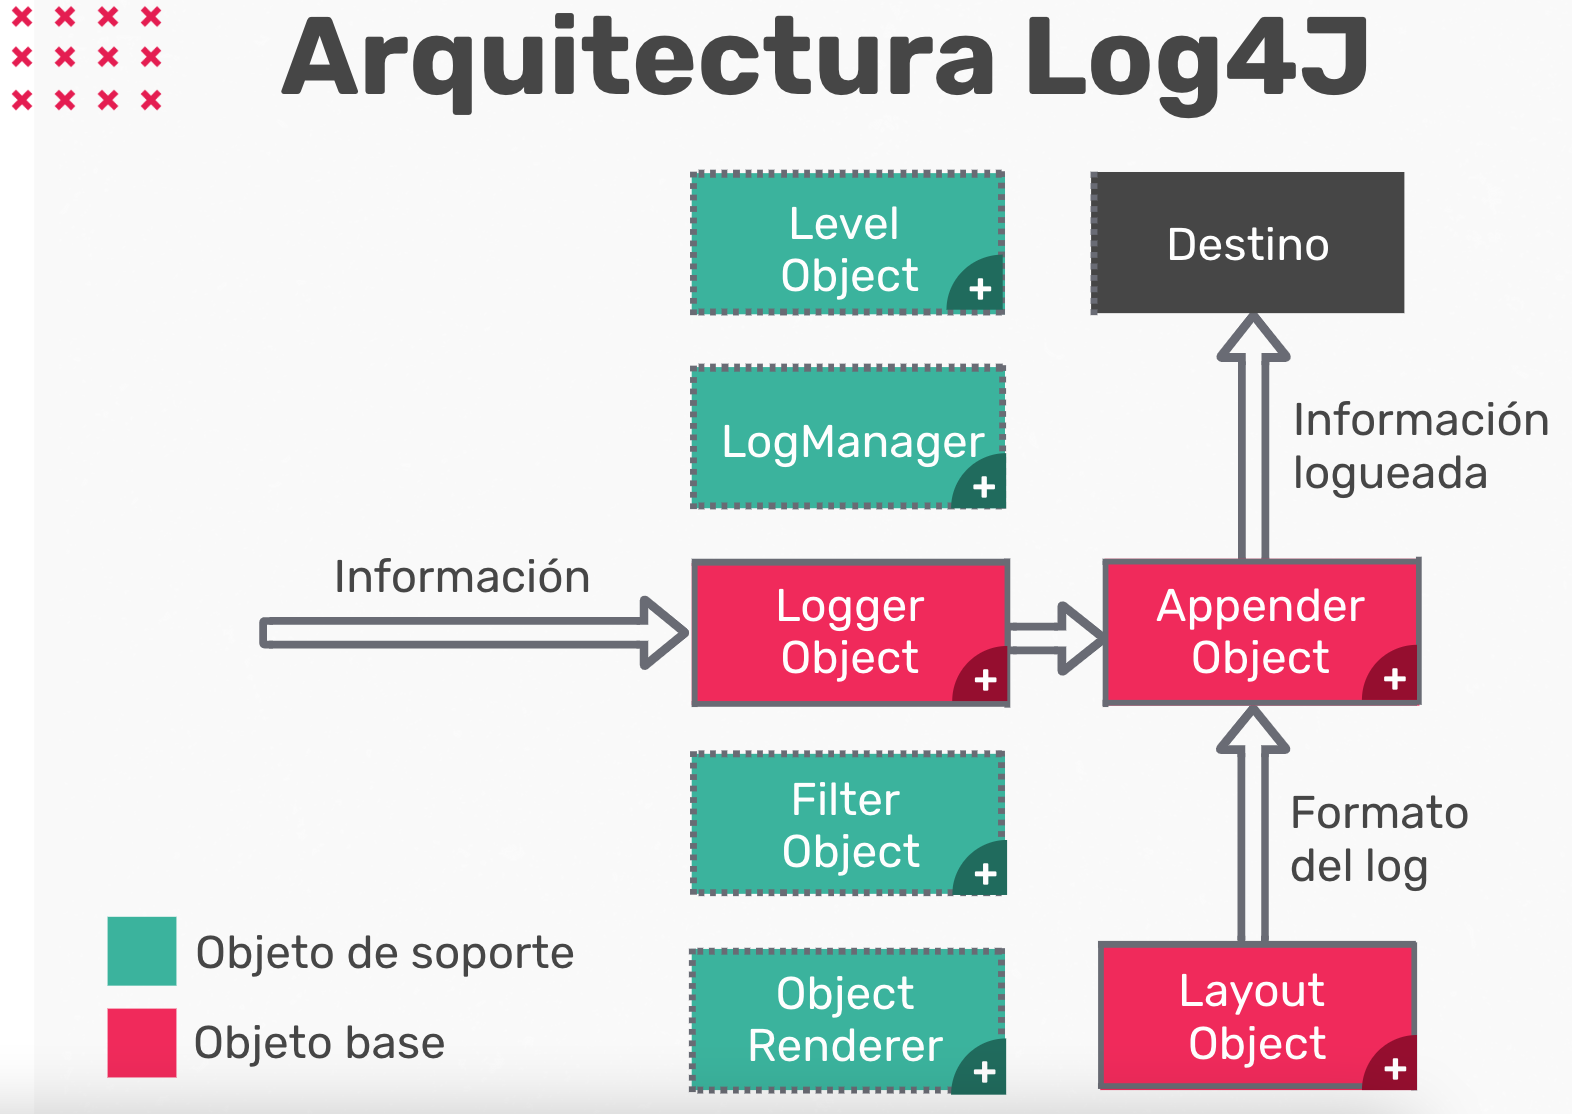 Arquitectura Log4J
Level
Object
+
Destino
LogManager
+
Información
logueada
Información
Logger
Object
+
Appender
Object
+
Filter
Object
+
Formato
del log
Objeto de soporte
Objeto base
Object
Renderer
+
Layout
Object
+